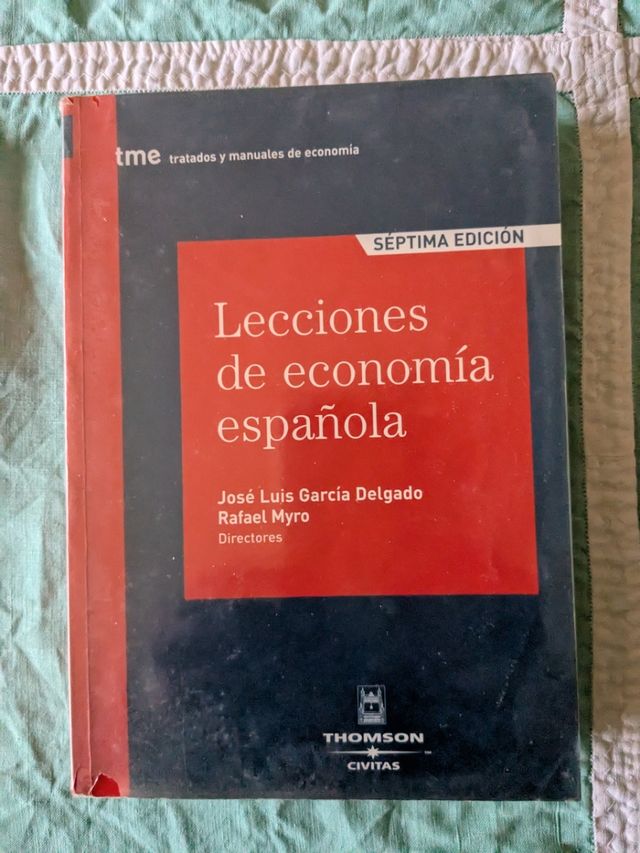 tme tratados y manuales de economía
SÉPTIMA EDICIÓN
Lecciones
de economía
española
José Luis García Delgado
Rafael Myro
Directores
THOMSON
CIVITAS